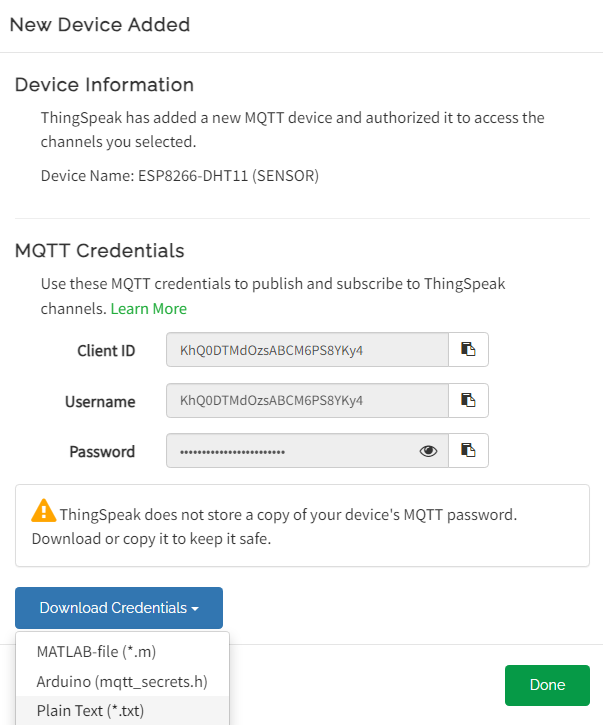 New Device Added
Device Information
ThingSpeak has added a new MQTT device and authorized it to access the
channels you selected.
Device Name: ESP8266-DHT11 (SENSOR)
MQTT Credentials
Use these MQTT credentials to publish and subscribe to ThingSpeak
channels. Learn More
Client ID KhQ0DTMdOzsABCM6PS8YKy4
Username KhQ0DTMdOzsABCM6PS8YKy4
Password •••••••••••••••••••••••
ThingSpeak does not store a copy of your device's MQTT password.
Download or copy it to keep it safe.
Download Credentials
MATLAB-file (*.m)
Arduino (mqtt_secrets.h)
Done
Plain Text (*.txt)